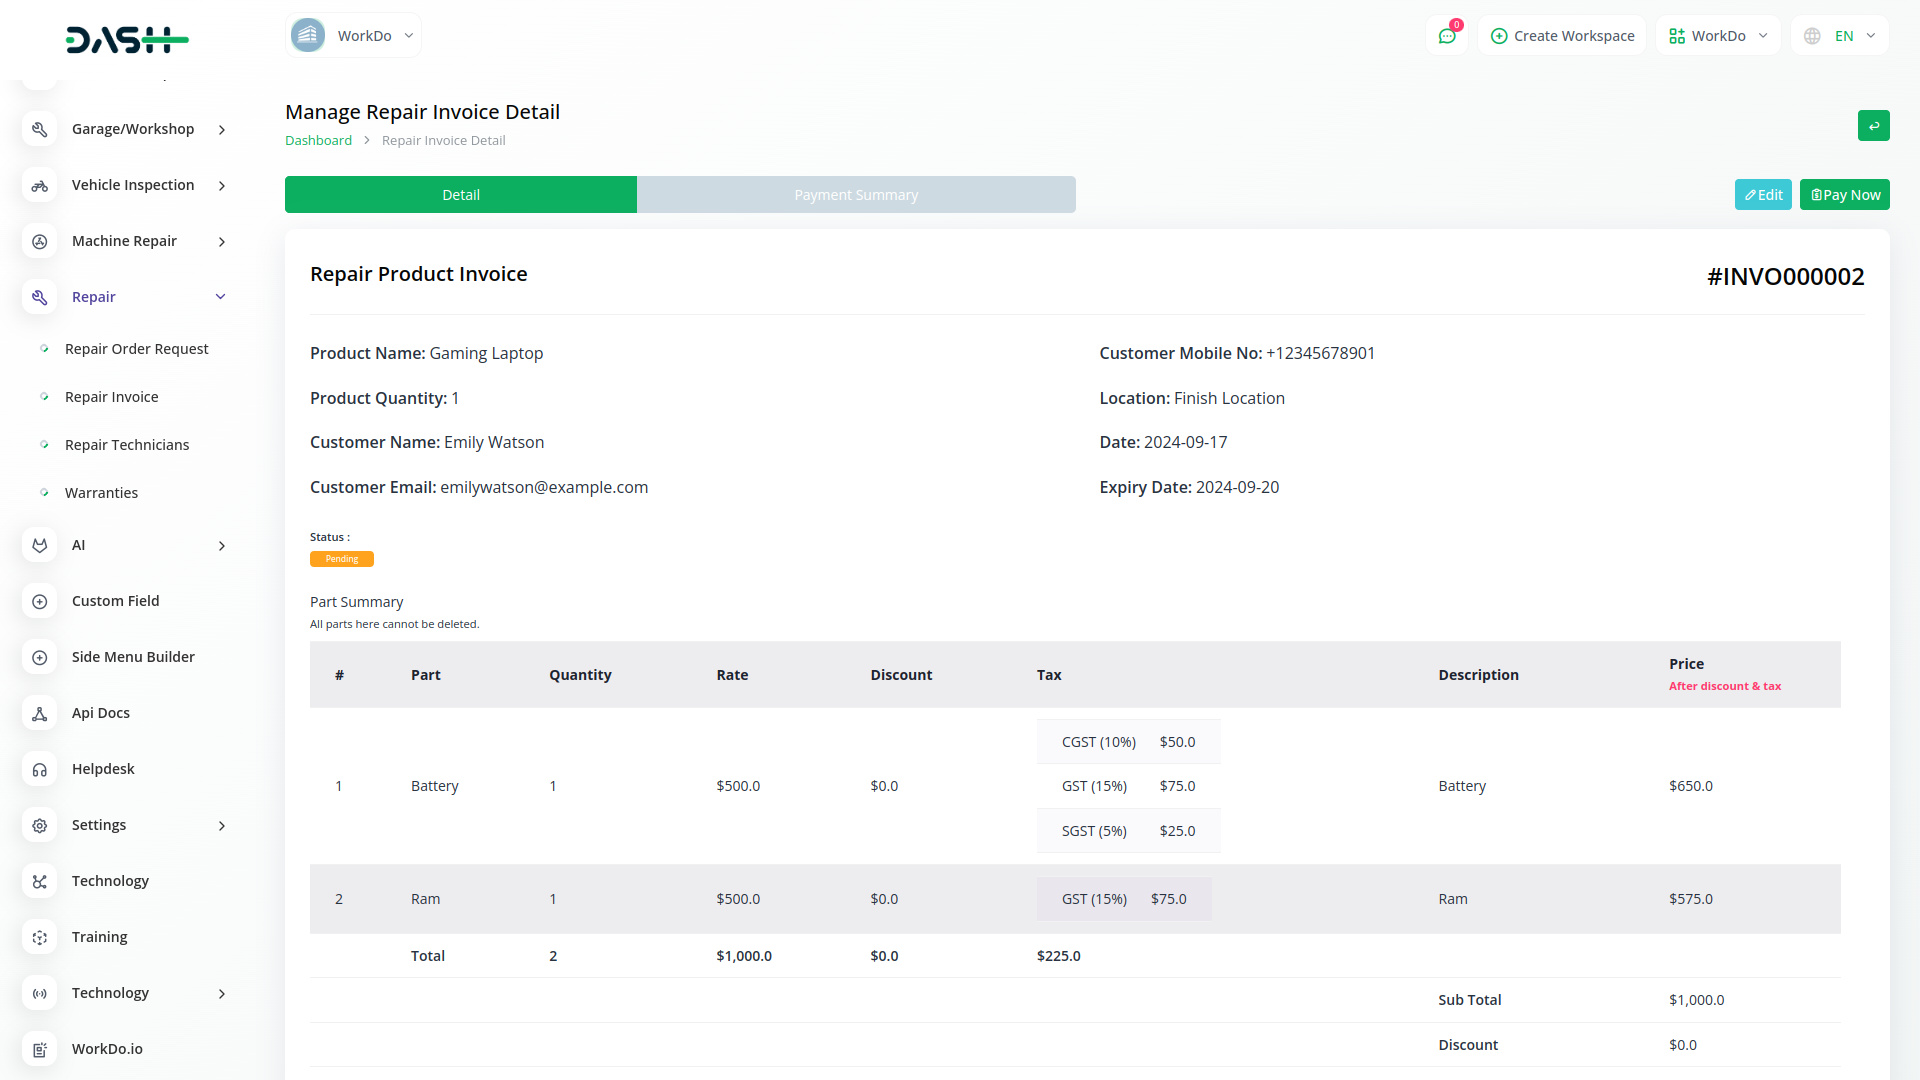 DASH
WorkDo
0
Create Workspace
WorkDo
EN
Garage/Workshop
Vehicle Inspection
Machine Repair
Repair
Repair Order Request
Repair Invoice
Repair Technicians
Warranties
AI
Custom Field
Side Menu Builder
Api Docs
Helpdesk
Settings
Technology
Training
Technology
WorkDo.io
Manage Repair Invoice Detail
Dashboard > Repair Invoice Detail
Detail
Payment Summary
Edit
Pay Now
Repair Product Invoice
#INVO000002
Product Name: Gaming Laptop
Customer Mobile No: +12345678901
Product Quantity: 1
Location: Finish Location
Customer Name: Emily Watson
Date: 2024-09-17
Customer Email: emilywatson@example.com
Expiry Date: 2024-09-20
Status :
Pending
Part Summary
All parts here cannot be deleted.
# Part Quantity Rate Discount Tax Description Price
After discount & tax
CGST (10%) $50.0
1 Battery 1 $500.0 $0.0 GST (15%) $75.0 Battery $650.0
SGST (5%) $25.0
2 Ram 1 $500.0 $0.0 GST (15%) $75.0 Ram $575.0
Total 2 $1,000.0 $0.0 $225.0
Sub Total $1,000.0
Discount $0.0